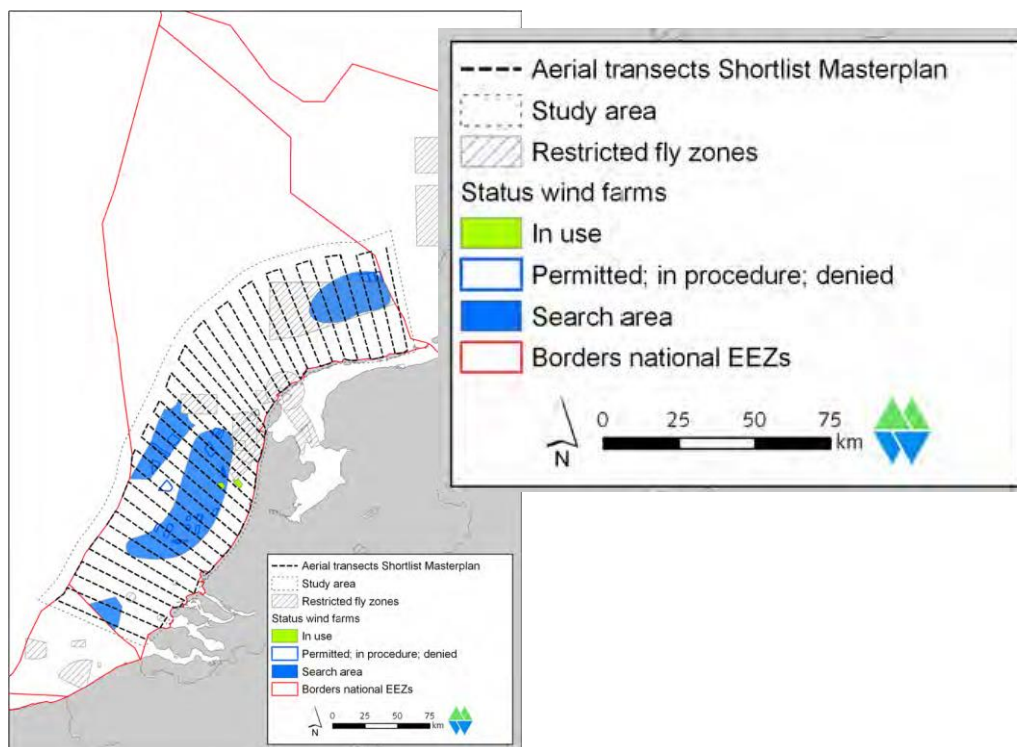 Aerial transects Shortlist Masterplan
Study area
Restricted fly zones
Status wind farms
In use
Permitted; in procedure; denied
Search area
Borders national EEZs
N
0 25 50 75
km
Aerial transects Shortlist Masterplan
Study area
Restricted fly zones
Status wind farms
In use
Permitted; in procedure; denied
Search area
Borders national EEZs
N
0 25 50 75
km